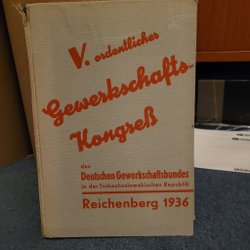 V. ordentlicher
Gewerkschafts-
Kongreß
des
Deutschen Gewerkschaftsbundes
in der Tschechoslowakischen Republik
Reichenberg 1936